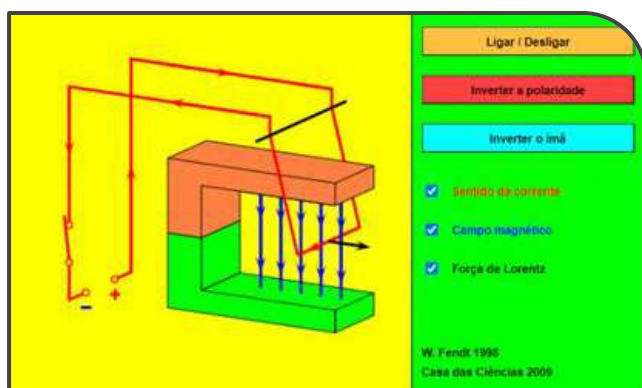 Ligar / Desligar
Inverter a polaridade
Inverter o imã
Sentido da corrente
Campo magnético
Força de Lorentz
- +
W. Fendt 1998
Casa das Ciências 2009